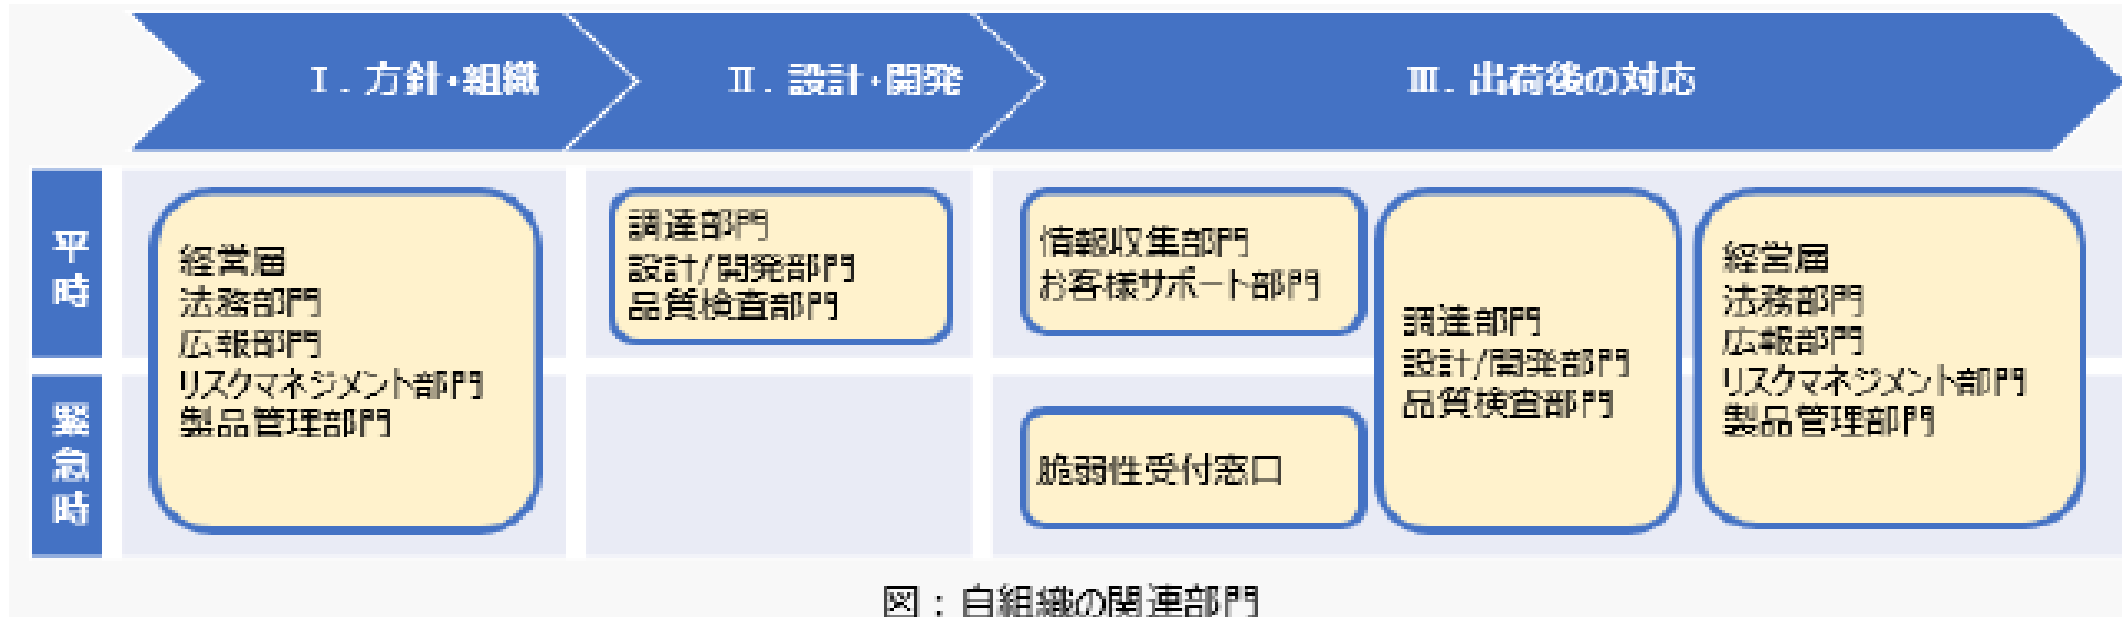 Ⅰ. 方針・組織
Ⅱ. 設計・開発
Ⅲ. 出荷後の対応
平時
経営層
法務部門
広報部門
リスクマネジメント部門
製品管理部門
調達部門
設計/開発部門
品質検査部門
情報収集部門
お客様サポート部門
調達部門
設計/開発部門
品質検査部門
経営層
法務部門
広報部門
リスクマネジメント部門
製品管理部門
緊急時
脆弱性受付窓口
図：自組織の関連部門